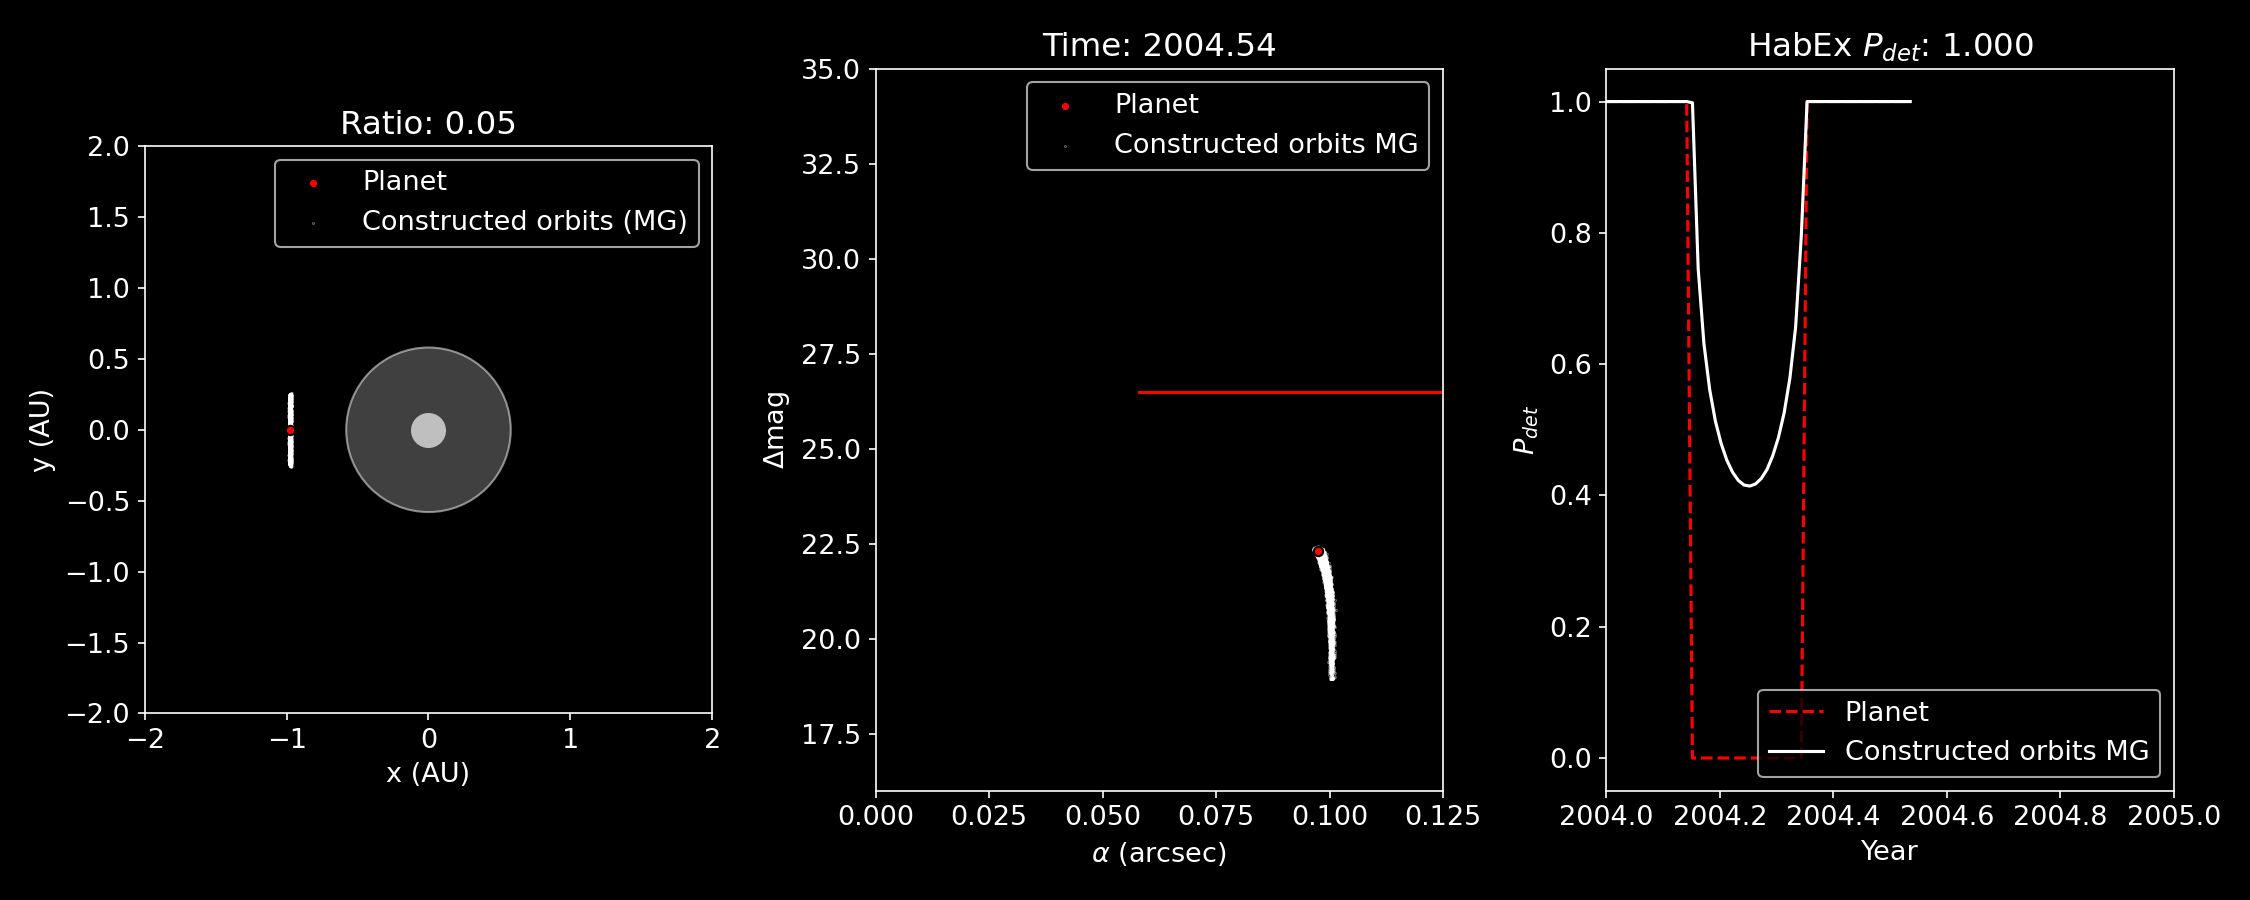 Ratio: 0.05
2.0
1.5
1.0
0.5
0.0
−0.5
−1.0
−1.5
−2.0
y (AU)
Planet
Constructed orbits (MG)
−2
−1
0
1
2
x (AU)
Time: 2004.54
35.0
32.5
30.0
27.5
25.0
22.5
20.0
17.5
Δmag
Planet
Constructed orbits MG
0.000
0.025
0.050
0.075
0.100
0.125
α (arcsec)
HabEx P_det: 1.000
1.0
0.8
0.6
0.4
0.2
0.0
P_det
Planet
Constructed orbits MG
2004.0
2004.2
2004.4
2004.6
2004.8
2005.0
Year